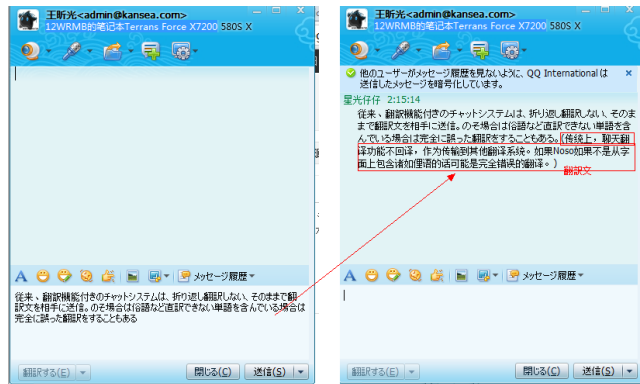 王昕光<admin@kansea.com>
12WRMB的笔记本Terrans Force X7200 580S X
メッセージ履歴
従来、翻訳機能付きのチャットシステムは、折り返し翻訳しない、そのままで翻
訳文を相手に送信。のそ場合は俗語など直訳できない単語を含んている場合は
完全に誤った翻訳をすることもある
翻訳する(E)
閉じる(C)
送信(S)
王昕光<admin@kansea.com>
12WRMB的笔记本Terrans Force X7200 580S X
他のユーザーがメッセージ履歴を見ないように、QQ International は
送信したメッセージを暗号化しています。
星光仔仔 2:15:14
従来、翻訳機能付きのチャットシステムは、折り返し翻訳しない、そのま
まで翻訳文を相手に送信。のそ場合は俗語など直訳できない単語を含
んている場合は完全に誤った翻訳をすることもある。(传统上，聊天翻
译功能不回译，作为传输到其他翻译系统。如果Noso如果不是从字
面上包含诸如俚语的话可能是完全错误的翻译。)
翻訳文
メッセージ履歴
翻訳する(E)
閉じる(C)
送信(S)